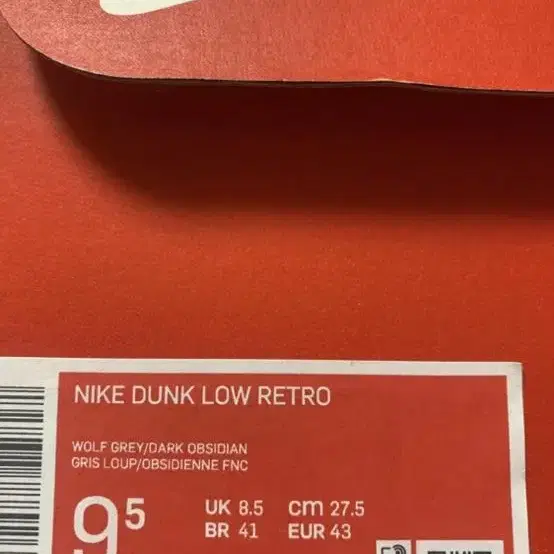 NIKE DUNK LOW RETRO
WOLF GREY/DARK OBSIDIAN
GRIS LOUP/OBSIDIENNE FNC
9.5
UK 8.5 CM 27.5
BR 41 EUR 43